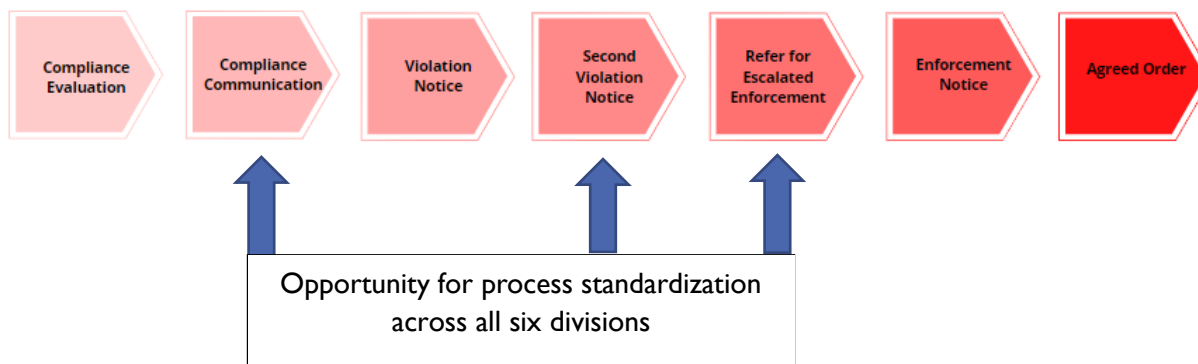 Compliance
Evaluation
Compliance
Communication
Violation
Notice
Second
Violation
Notice
Refer for
Escalated
Enforcement
Enforcement
Notice
Agreed Order
Opportunity for process standardization
across all six divisions